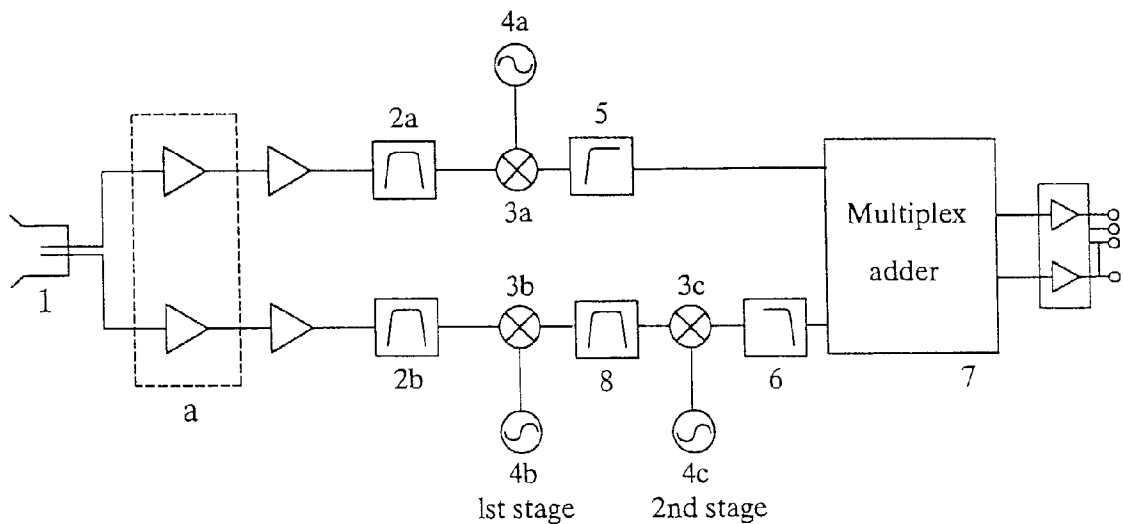 4a
2a
5
3a
Multiplex
adder
1
3b
3c
a
2b
8
6
7
4b
4c
1st stage
2nd stage